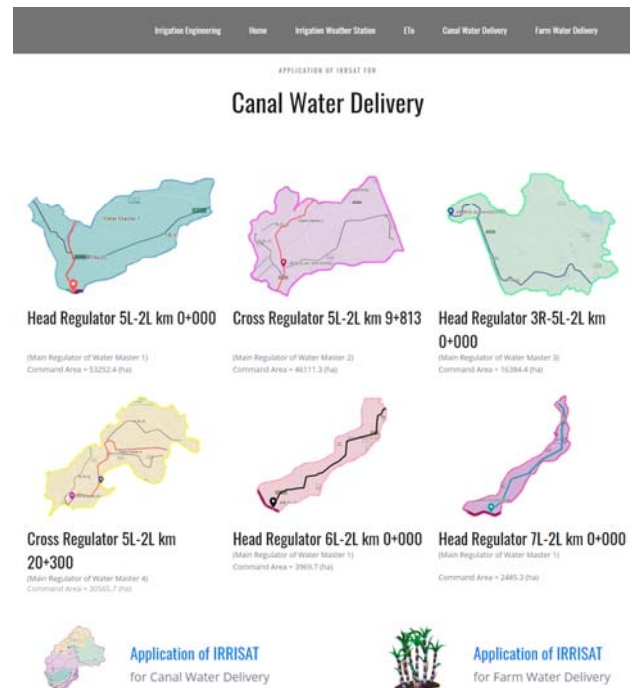 Irrigation Engineering Home Irrigation Weather Station ETo Canal Water Delivery Farm Water Delivery
APPLICATION OF IRRSAT FOR
Canal Water Delivery
Water Master 1
Head Regulator 5L-2L km 0+000
(Main Regulator of Water Master 1)
Command Area = 53252.4 (ha)
Cross Regulator 5L-2L km 9+813
(Main Regulator of Water Master 2)
Command Area = 46111.3 (ha)
Head Regulator 3R-5L-2L km
0+000
(Main Regulator of Water Master 3)
Command Area = 16384.4 (ha)
Cross Regulator 5L-2L km
20+300
(Main Regulator of Water Master 4)
Command Area = 30565.7 (ha)
Head Regulator 6L-2L km 0+000
(Main Regulator of Water Master 1)
Command Area = 3969.7 (ha)
Head Regulator 7L-2L km 0+000
(Main Regulator of Water Master 1)
Command Area = 2485.3 (ha)
Application of IRRISAT
for Canal Water Delivery
Application of IRRISAT
for Farm Water Delivery